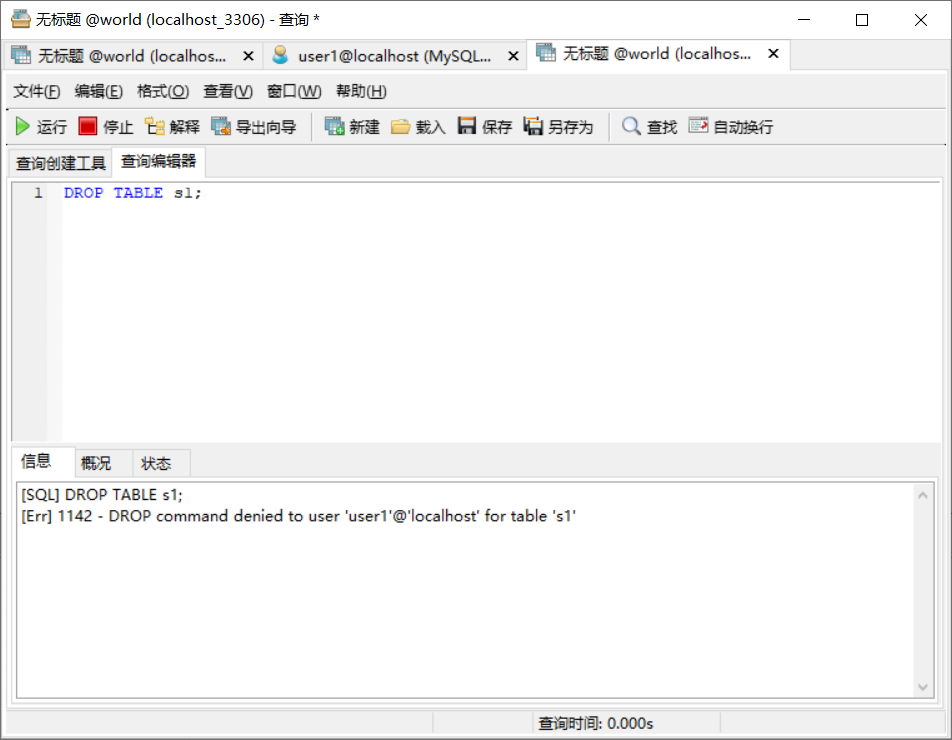 无标题 @world (localhost_3306) - 查询 *
无标题 @world (localhos... user1@localhost (MySQL... 无标题 @world (localhos...
文件(F) 编辑(E) 格式(O) 查看(V) 窗口(W) 帮助(H)
运行 停止 解释 导出向导 新建 载入 保存 另存为 查找 自动换行
查询创建工具 查询编辑器
1 DROP TABLE s1;
信息 概况 状态
[SQL] DROP TABLE s1;
[Err] 1142 - DROP command denied to user 'user1'@'localhost' for table 's1'
查询时间: 0.000s